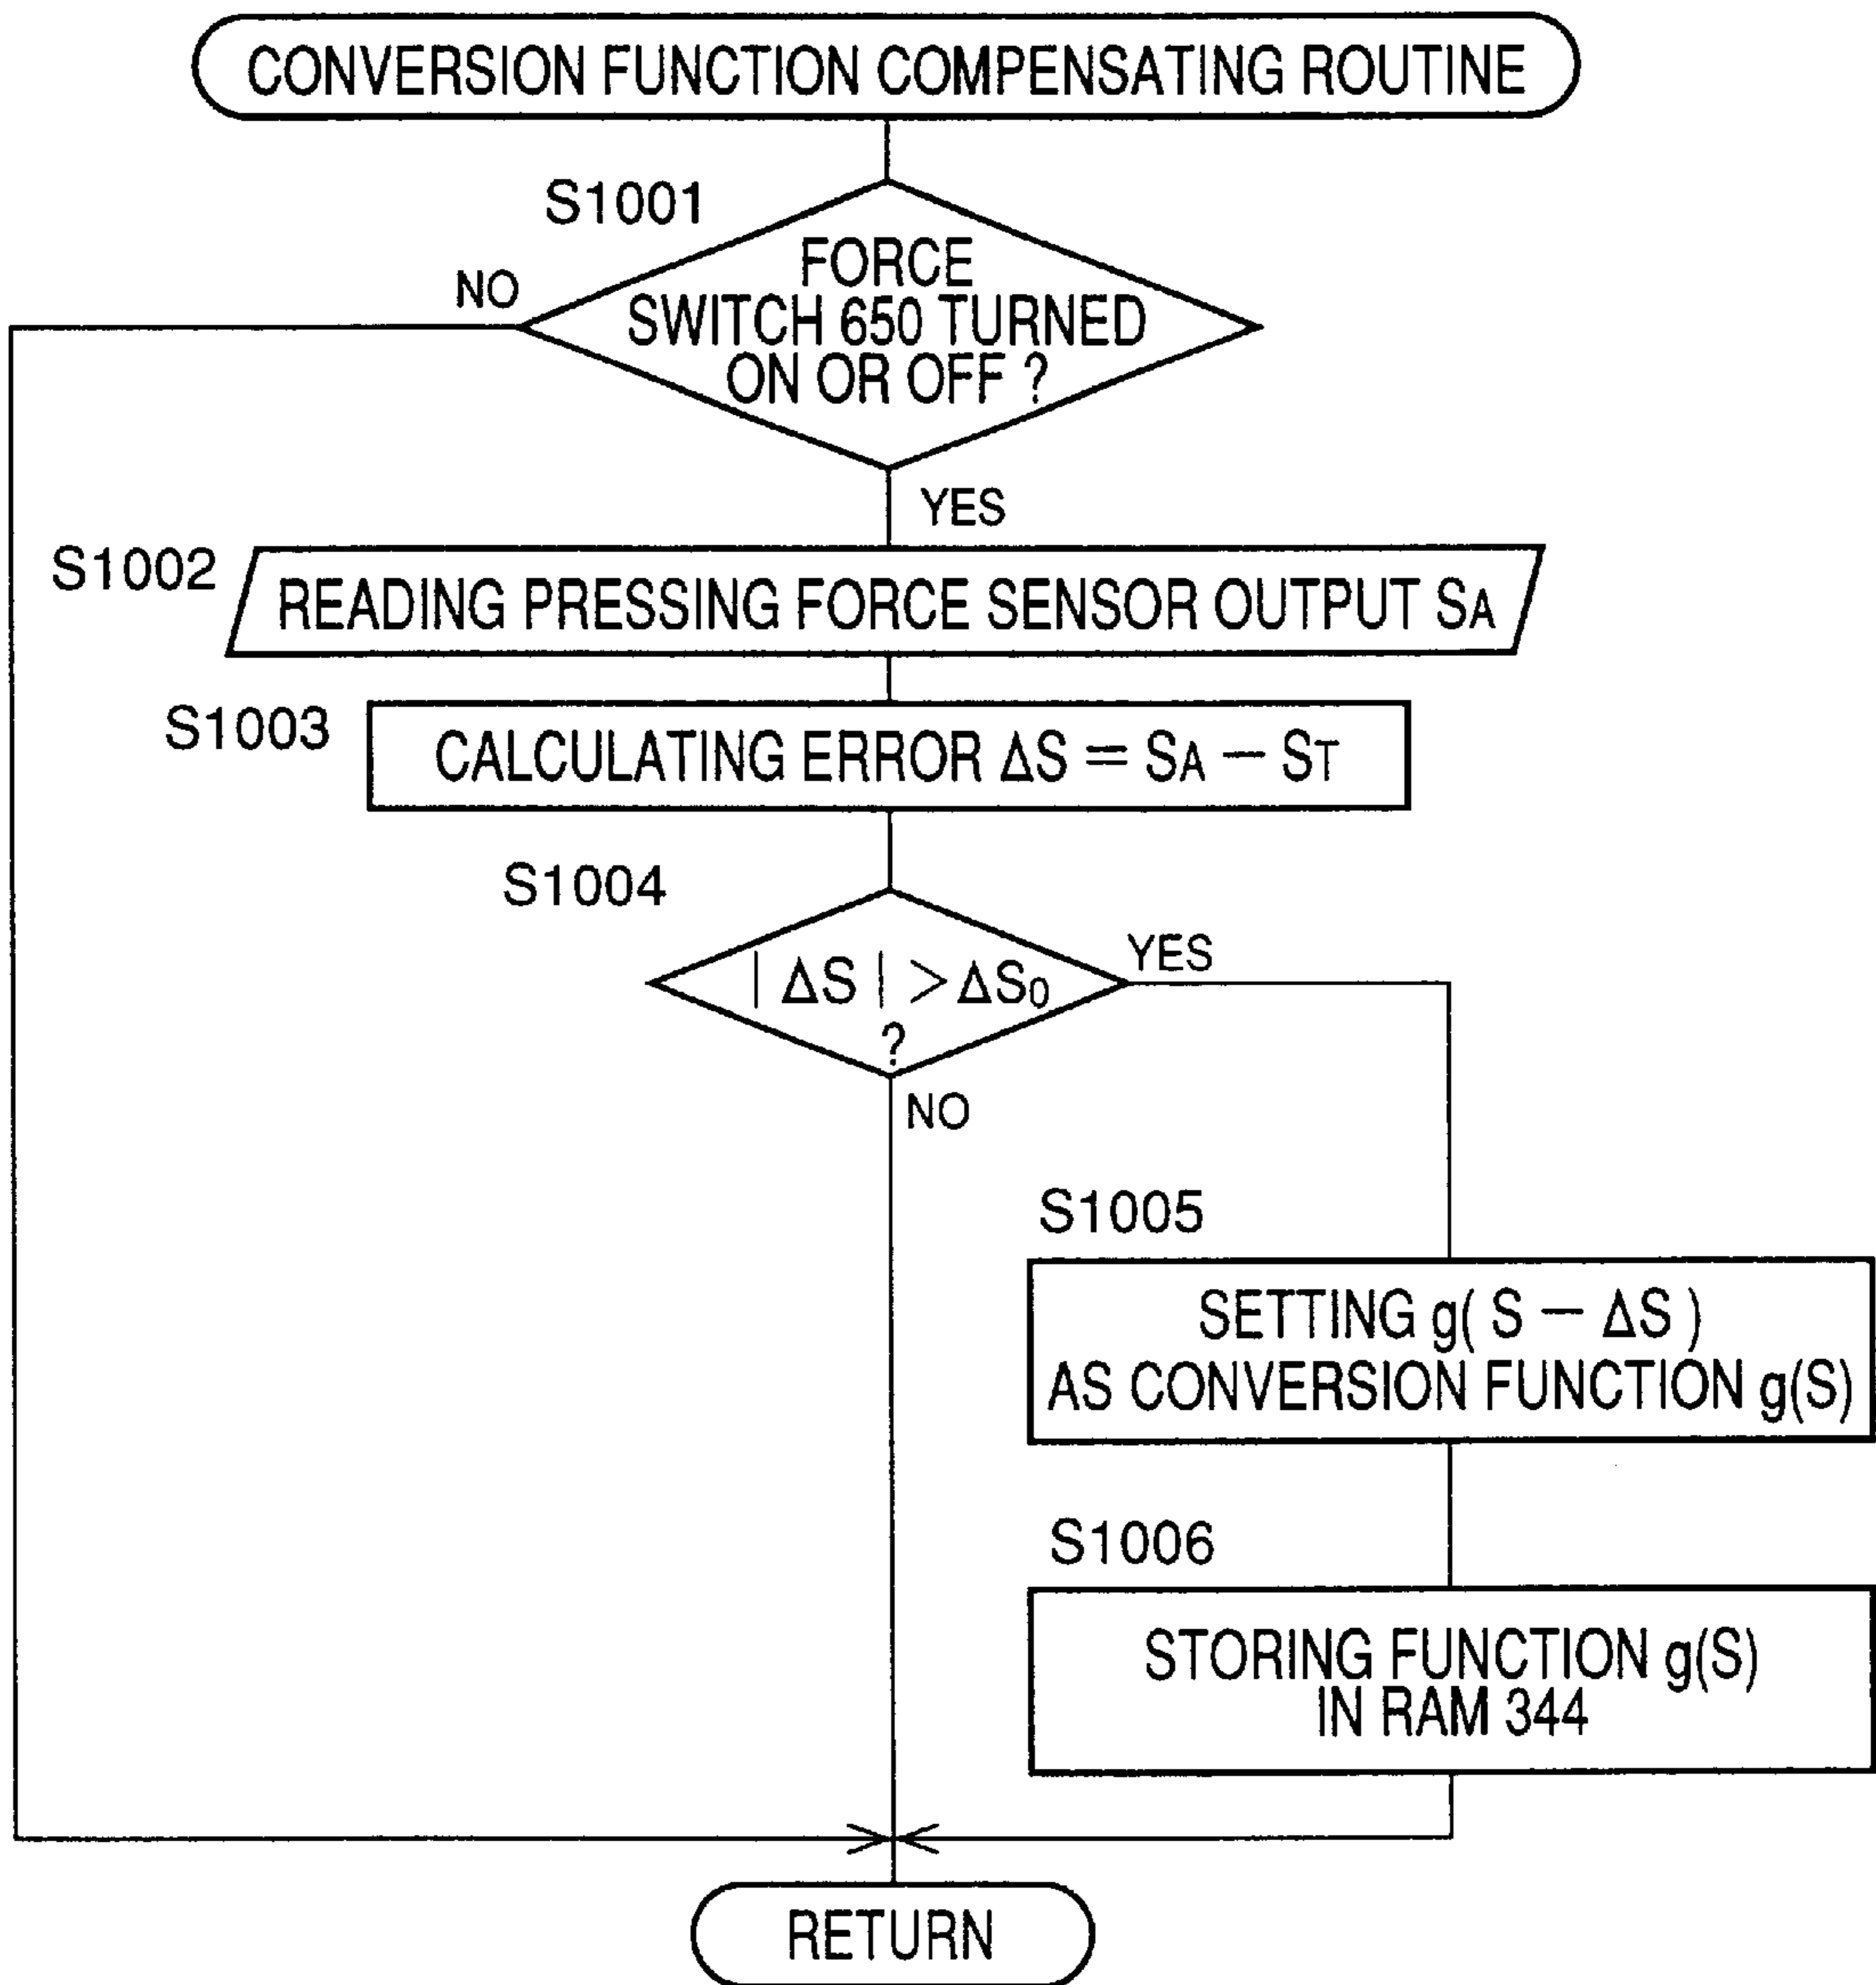 CONVERSION FUNCTION COMPENSATING ROUTINE
S1001
FORCE
SWITCH 650 TURNED
ON OR OFF ?
NO
YES
S1002
READING PRESSING FORCE SENSOR OUTPUT SA
S1003
CALCULATING ERROR ΔS = SA − ST
S1004
| ΔS | > ΔS0
?
YES
NO
S1005
SETTING g( S − ΔS )
AS CONVERSION FUNCTION g(S)
S1006
STORING FUNCTION g(S)
IN RAM 344
RETURN